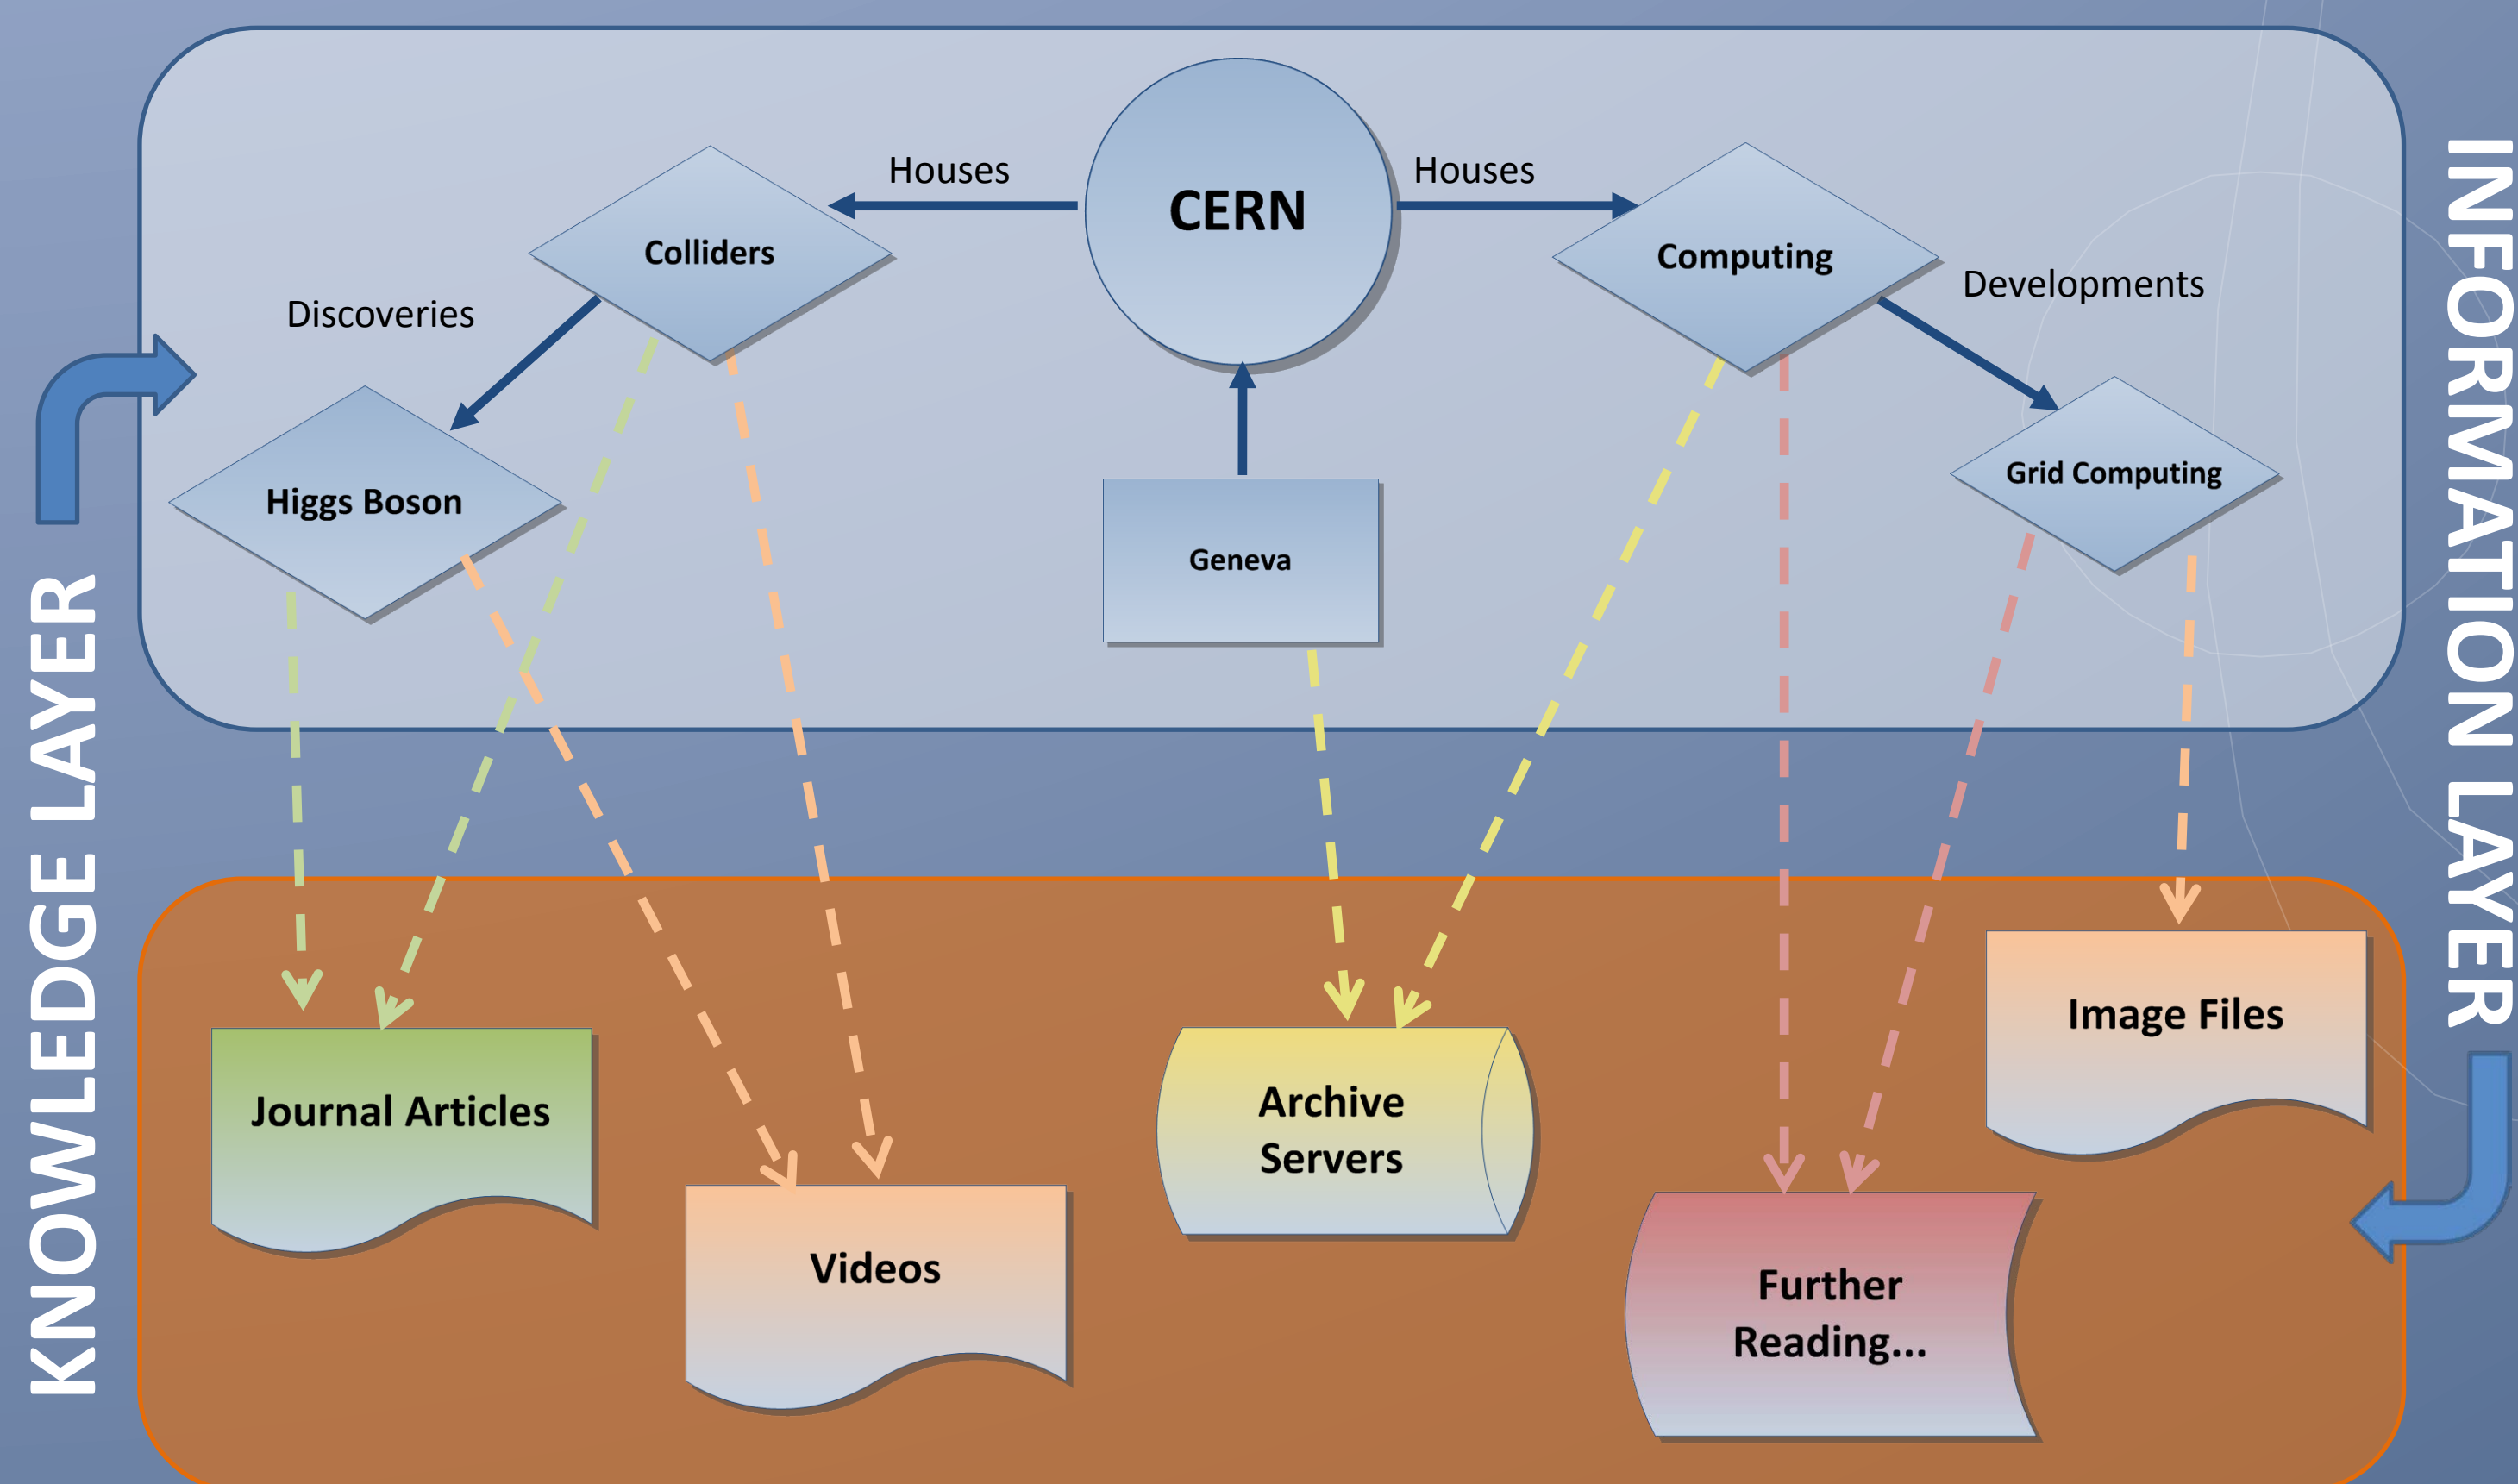 KNOWLEDGE LAYER
Houses
CERN
Houses
Colliders
Computing
Discoveries
Developments
Higgs Boson
Geneva
Grid Computing
Journal Articles
Videos
Archive
Servers
Further
Reading...
Image Files
INFORMATION LAYER